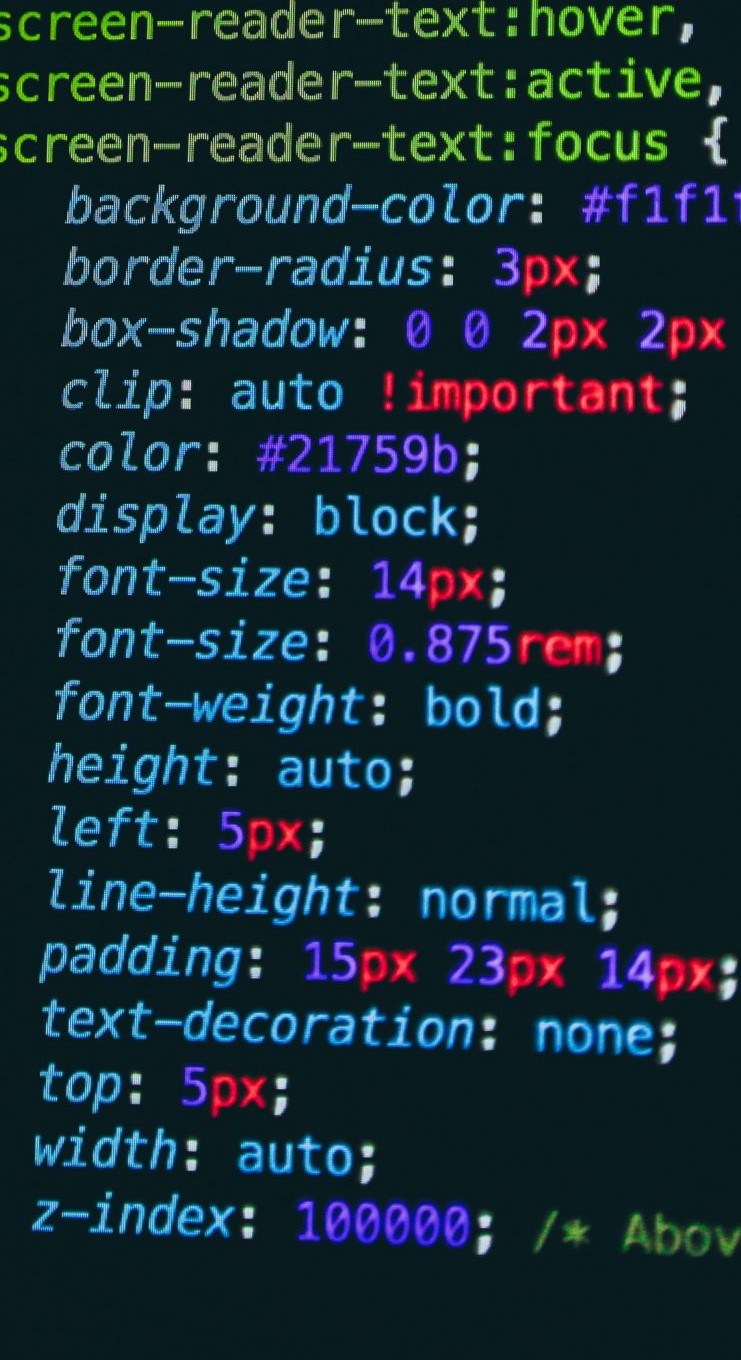 screen-reader-text:hover,
screen-reader-text:active,
screen-reader-text:focus {
background-color: #f1f1
border-radius: 3px;
box-shadow: 0 0 2px 2px
clip: auto !important;
color: #21759b;
display: block;
font-size: 14px;
font-size: 0.875rem;
font-weight: bold;
height: auto;
left: 5px;
line-height: normal;
padding: 15px 23px 14px;
text-decoration: none;
top: 5px;
width: auto;
z-index: 100000; /* Abov